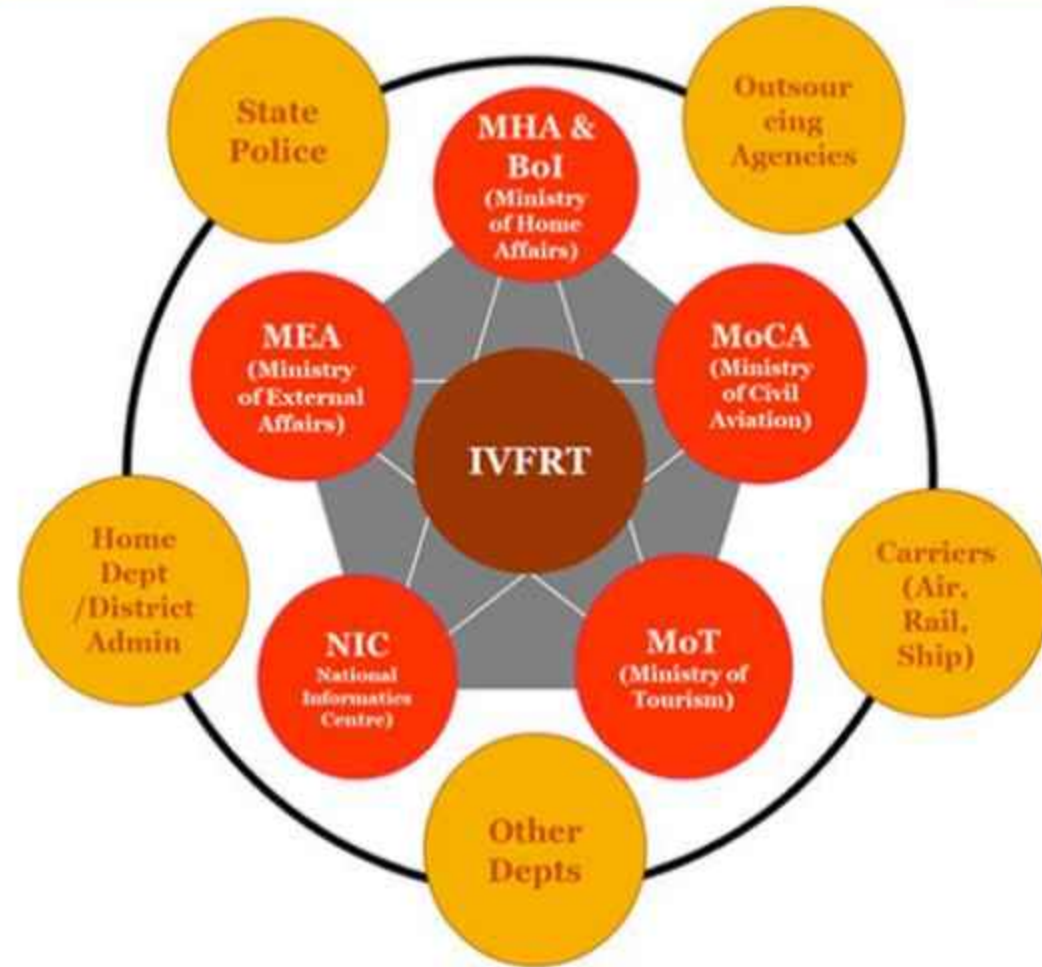 State
Police
Outsour
cing
Agencies
MHA &
BoI
(Ministry
of Home
Affairs)
MEA
(Ministry
of External
Affairs)
MoCA
(Ministry
of Civil
Aviation)
IVFRT
Home
Dept
/District
Admin
Carriers
(Air,
Rail,
Ship)
NIC
National
Informatics
Centre)
MoT
(Ministry of
Tourism)
Other
Depts